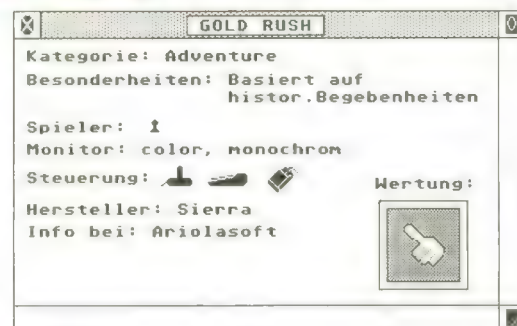 GOLD RUSH
Kategorie: Adventure
Besonderheiten: Basiert auf
histor.Begebenheiten
Spieler:
Monitor: color, monochrom
Steuerung:
Wertung:
Hersteller: Sierra
Info bei: Ariolasoft